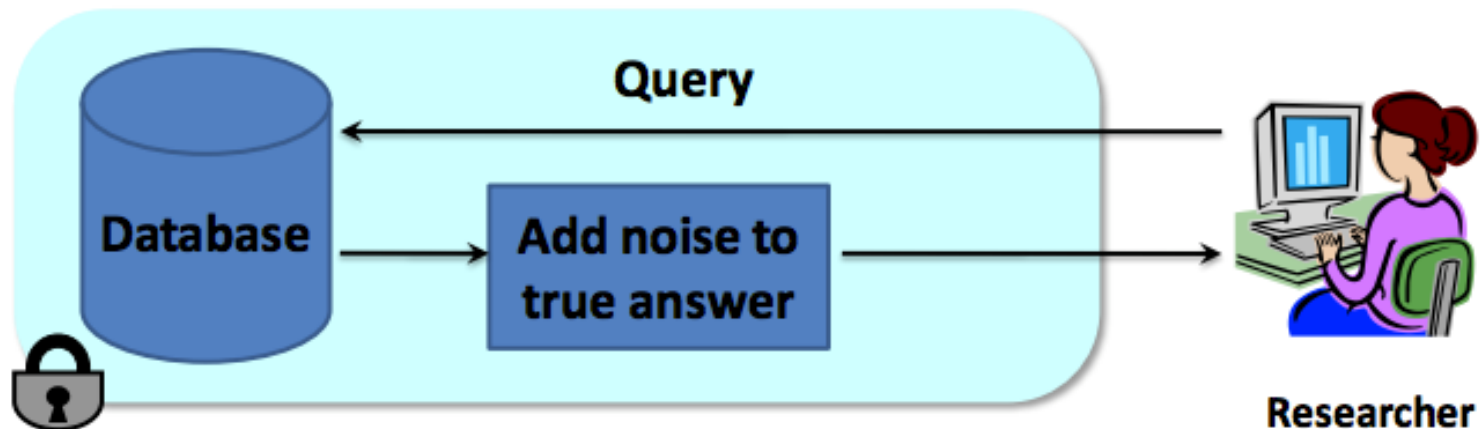 Query
Database
Add noise to
true answer
Researcher